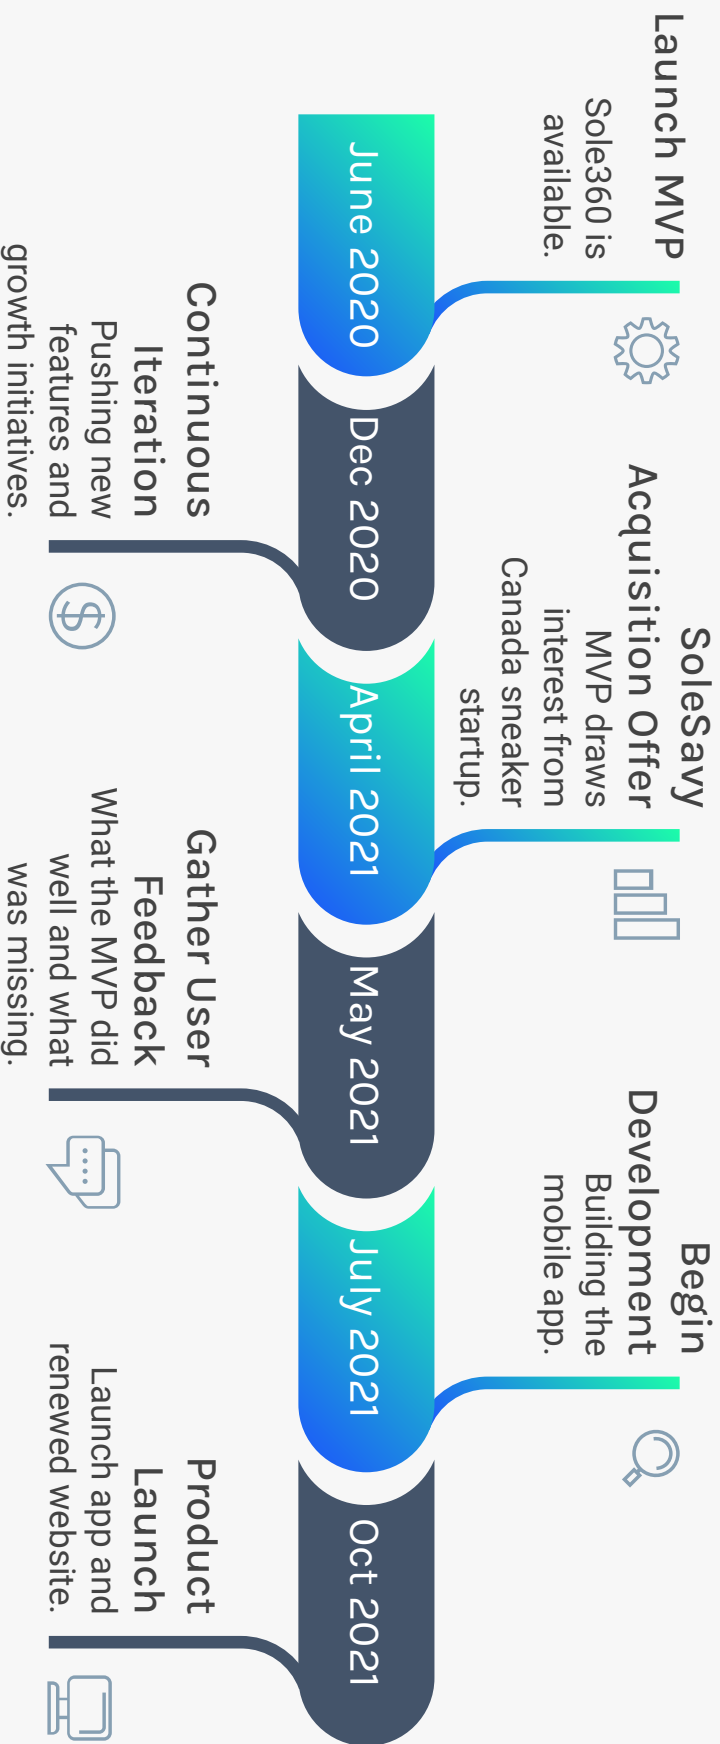 Launch MVP
Sole360 is
available.
SoleSavy
Acquisition Offer
MVP draws
interest from
Canada sneaker
startup.
Begin
Development
Building the
mobile app.
June 2020
Dec 2020
April 2021
May 2021
July 2021
Oct 2021
Continuous
Iteration
Pushing new
features and
growth initiatives.
Gather User
Feedback
What the MVP did
well and what
was missing.
Product
Launch
Launch app and
renewed website.